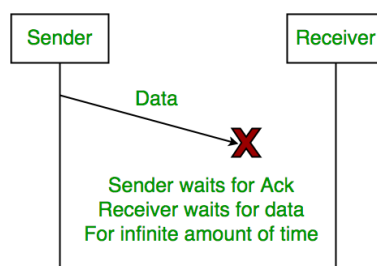 Sender
Receiver
Data
X
Sender waits for Ack
Receiver waits for data
For infinite amount of time